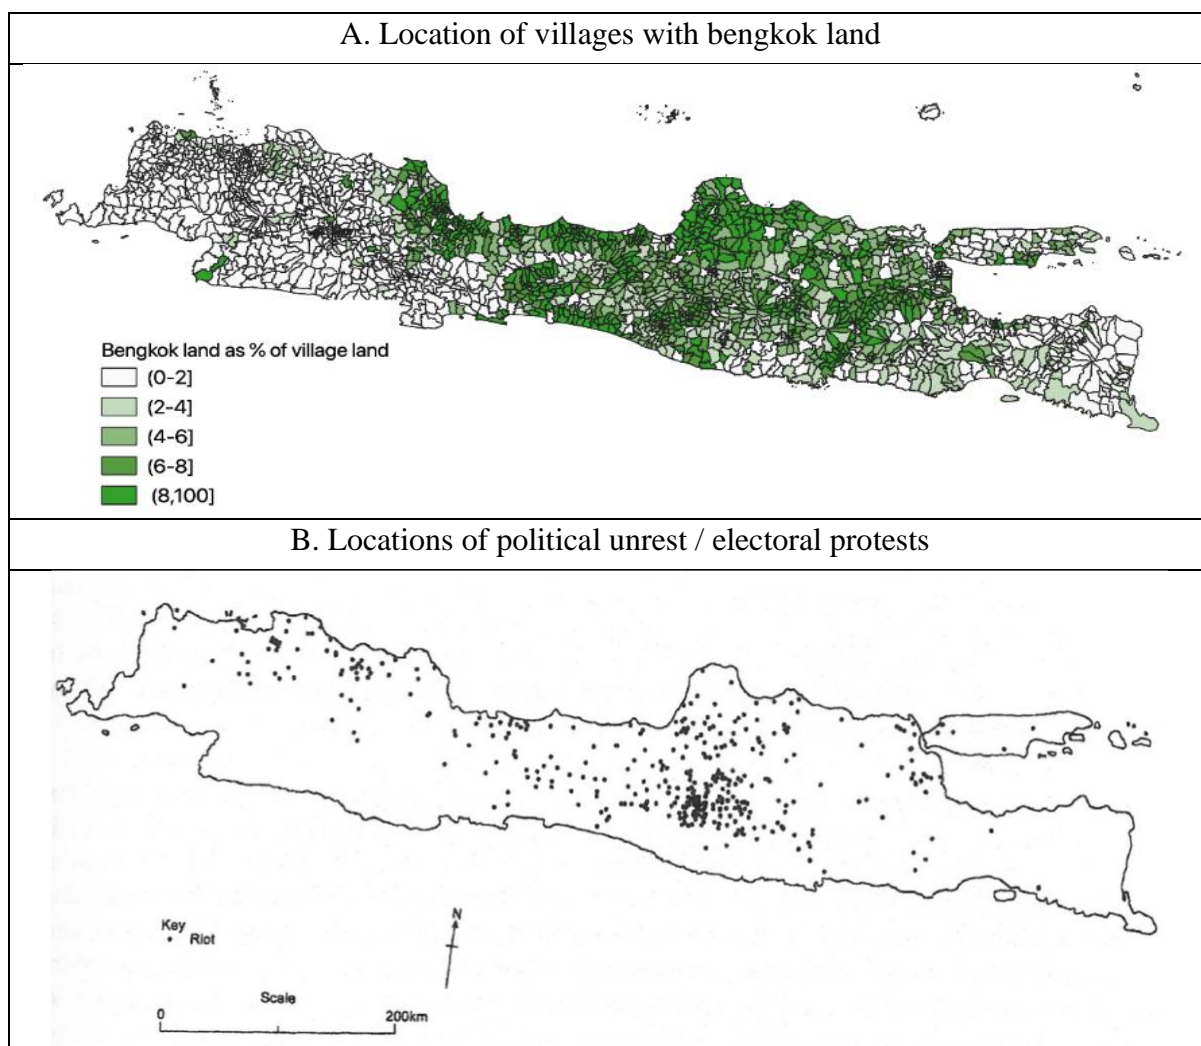 A. Location of villages with bengkok land
Bengkok land as % of village land
(0-2]
(2-4]
(4-6]
(6-8]
(8,100]
B. Locations of political unrest / electoral protests
Key
Riot
N
Scale
0 200km